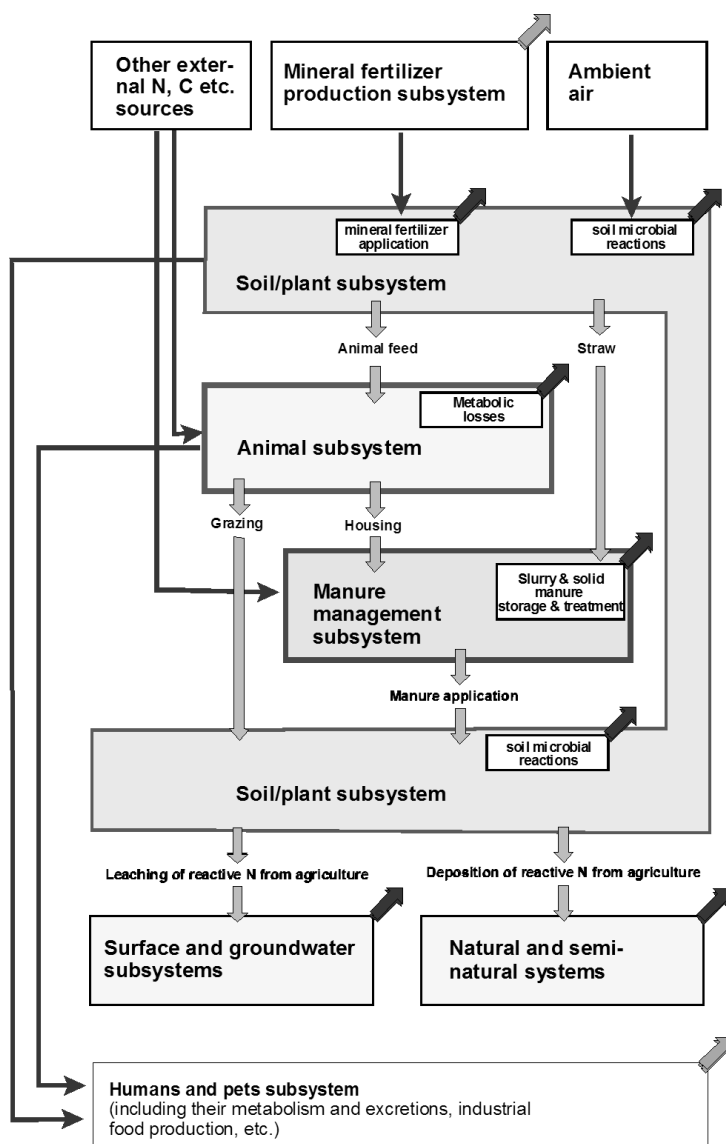 Other exter-
nal N, C etc.
sources
Mineral fertilizer
production subsystem
Ambient
air
mineral fertilizer
application
soil microbial
reactions
Soil/plant subsystem
Animal feed
Straw
Metabolic
losses
Animal subsystem
Grazing
Housing
Slurry & solid
manure
storage & treatment
Manure
management
subsystem
Manure application
soil microbial
reactions
Soil/plant subsystem
Leaching of reactive N from agriculture
Deposition of reactive N from agriculture
Surface and groundwater
subsystems
Natural and semi-
natural systems
Humans and pets subsystem
(including their metabolism and excretions, industrial
food production, etc.)